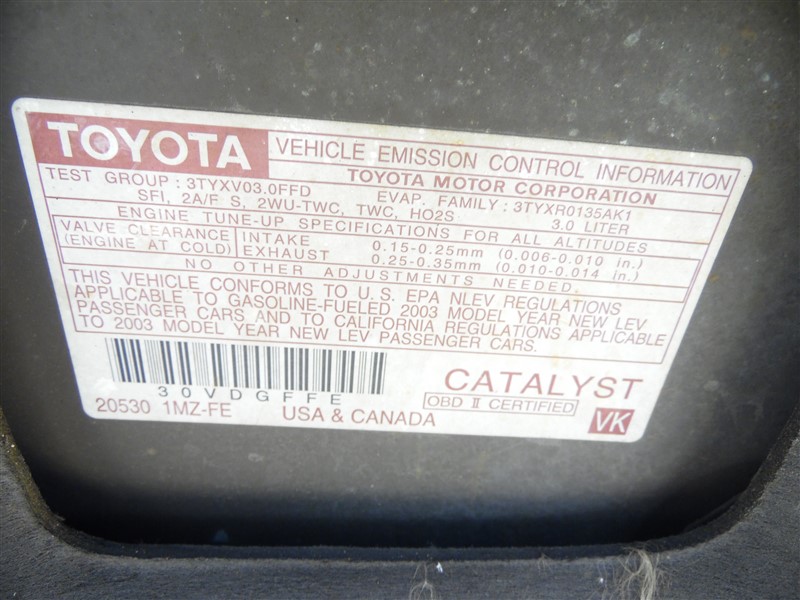 TOYOTA VEHICLE EMISSION CONTROL INFORMATION
TOYOTA MOTOR CORPORATION
TEST GROUP : 3TYXV03.0FFD EVAP. FAMILY : 3TYXR0135AK1
SFI, 2A/F S, 2WU-TWC, TWC, HO2S 3.0 LITER
ENGINE TUNE-UP SPECIFICATIONS FOR ALL ALTITUDES
VALVE CLEARANCE INTAKE 0.15-0.25mm (0.006-0.010 in.)
(ENGINE AT COLD) EXHAUST 0.25-0.35mm (0.010-0.014 in.)
NO OTHER ADJUSTMENTS NEEDED.
THIS VEHICLE CONFORMS TO U.S. EPA NLEV REGULATIONS
APPLICABLE TO GASOLINE-FUELED 2003 MODEL YEAR NEW LEV
PASSENGER CARS AND TO CALIFORNIA REGULATIONS APPLICABLE
TO 2003 MODEL YEAR NEW LEV PASSENGER CARS.
30VDGFFE
CATALYST
OBD II CERTIFIED
20530 1MZ-FE USA & CANADA VK